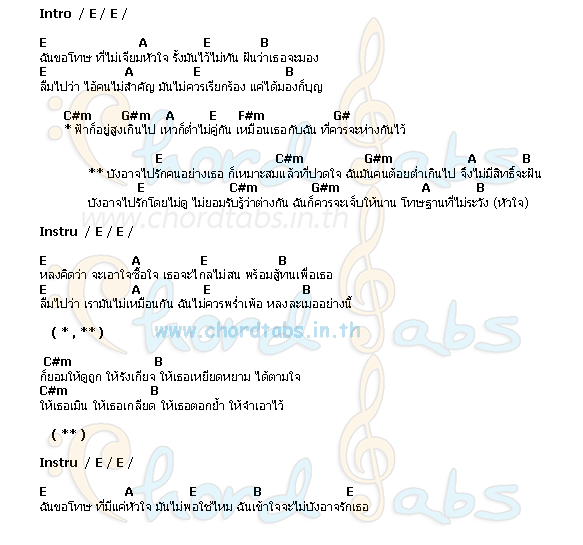 Intro / E / E /
E A E B
ฉันขอโทษ ที่ไม่เจียมหัวใจ รั้งมันไว้ไม่ทัน ฝันว่าเธอจะมอง
E A E B
ลืมไปว่า ไอ้คนไม่สำคัญ มันไม่ควรเรียกร้อง แค่ได้มองก็บุญ
C#m G#m A E F#m G#
* ฟ้าก็อยู่สูงเกินไป เหวก็ต่ำไม่คู่กัน เหมือนเธอกับฉัน ที่ควรจะห่างกันไว้
E C#m G#m A B
** บังอาจไปรักคนอย่างเธอ ก็เหมาะสมแล้วที่ปวดใจ ฉันมันคนต้อยต่ำเกินไป จึงไม่มีสิทธิ์จะฝัน
E C#m G#m A B
บังอาจไปรักโดยไม่ดู ไม่ยอมรับรู้ว่าต่างกัน ฉันก็ควรจะเจ็บให้นาน โทษฐานที่ไม่ระวัง (หัวใจ)
www.chordtabs.in.th
Instru / E / E /
E A E B
หลงคิดว่า จะเอาใจซื้อใจ เธอจะไกลไม่สน พร้อมสู้ทนเพื่อเธอ
E A E B
ลืมไปว่า เรามันไม่เหมือนกัน ฉันไม่ควรพร่ำเพ้อ หลงละเมออย่างนี้
( * , ** )
www.chordtabs.in.th
C#m B
ก็ยอมให้ดูถูก ให้รังเกียจ ให้เธอเหยียดหยาม ได้ตามใจ
C#m B
ให้เธอเมิน ให้เธอเกลียด ให้เธอตอกย้ำ ให้จำเอาไว้
( ** )
Instru / E / E /
E A E B E
ฉันขอโทษ ที่มีแค่หัวใจ มันไม่พอใช่ไหม ฉันเข้าใจจะไม่บังอาจรักเธอ